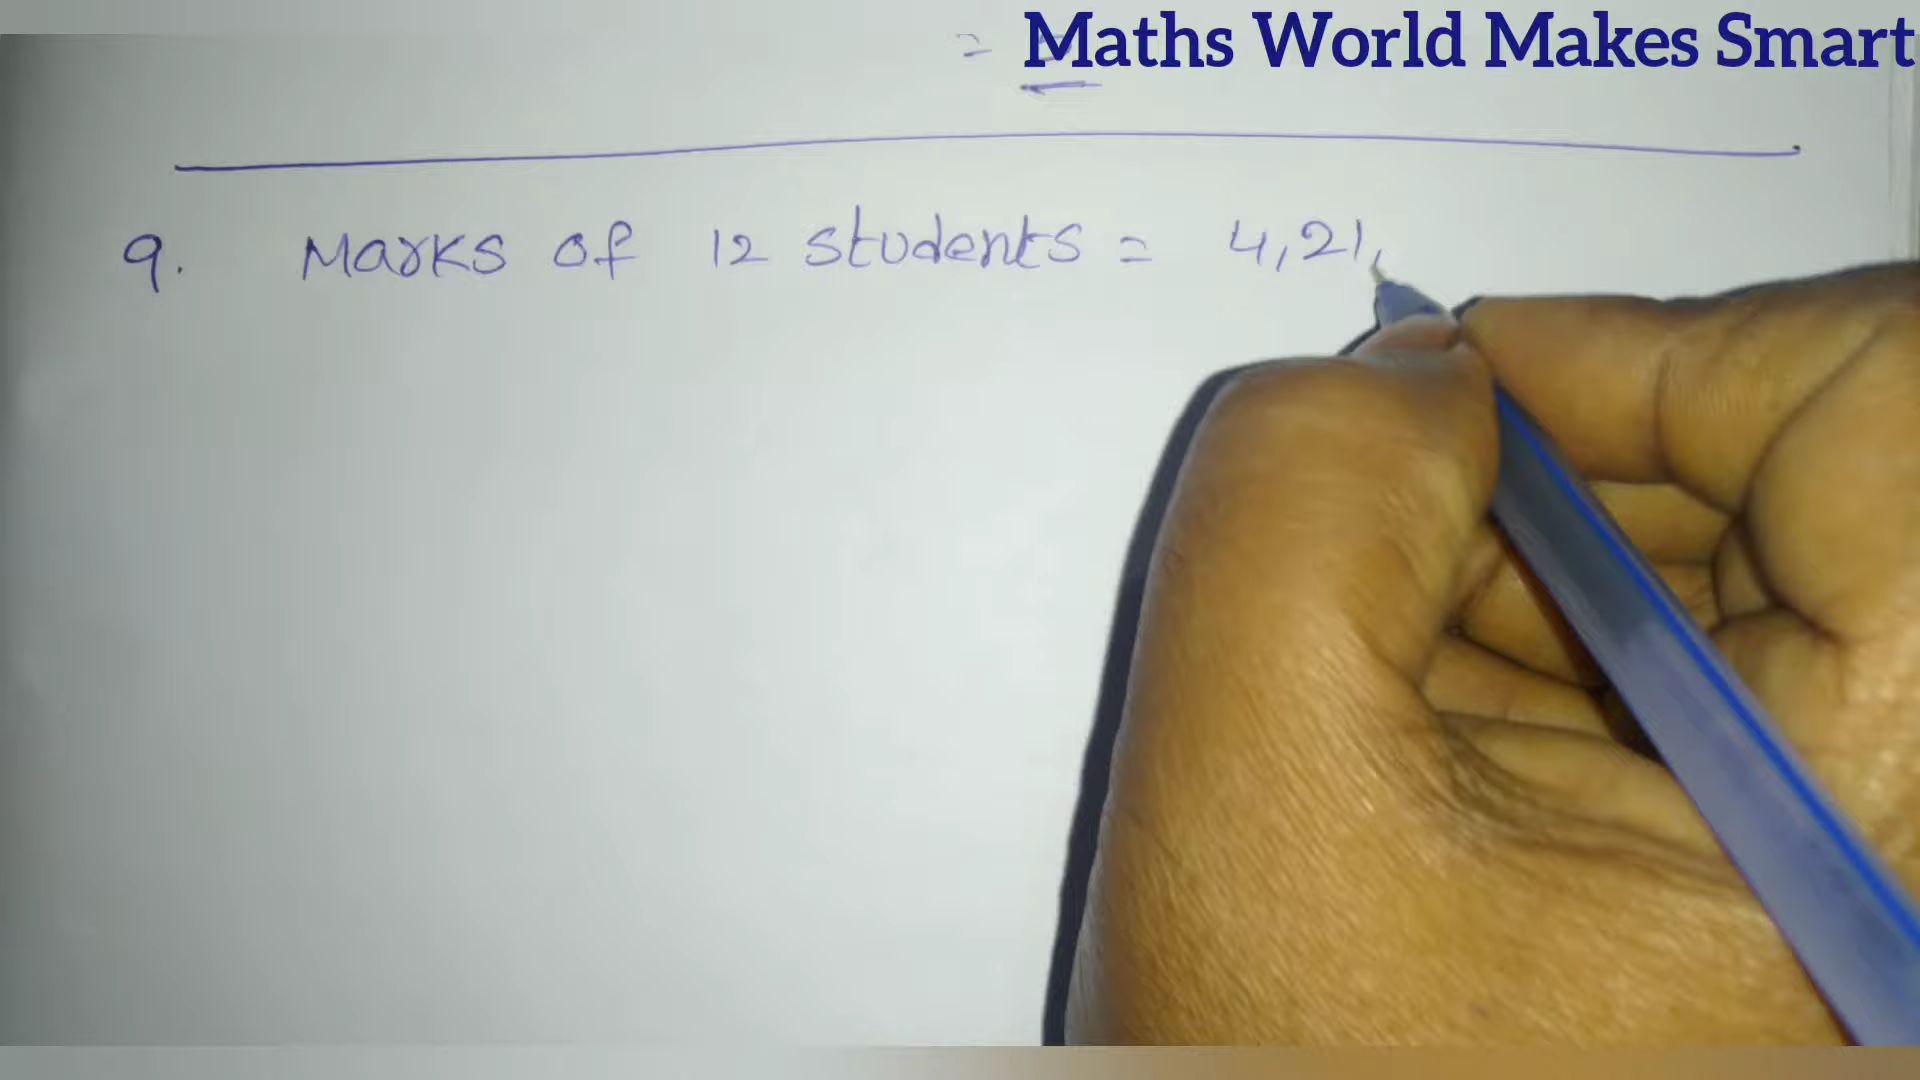 Maths World Makes Smart
=
9. Marks of 12 students = 4,21,